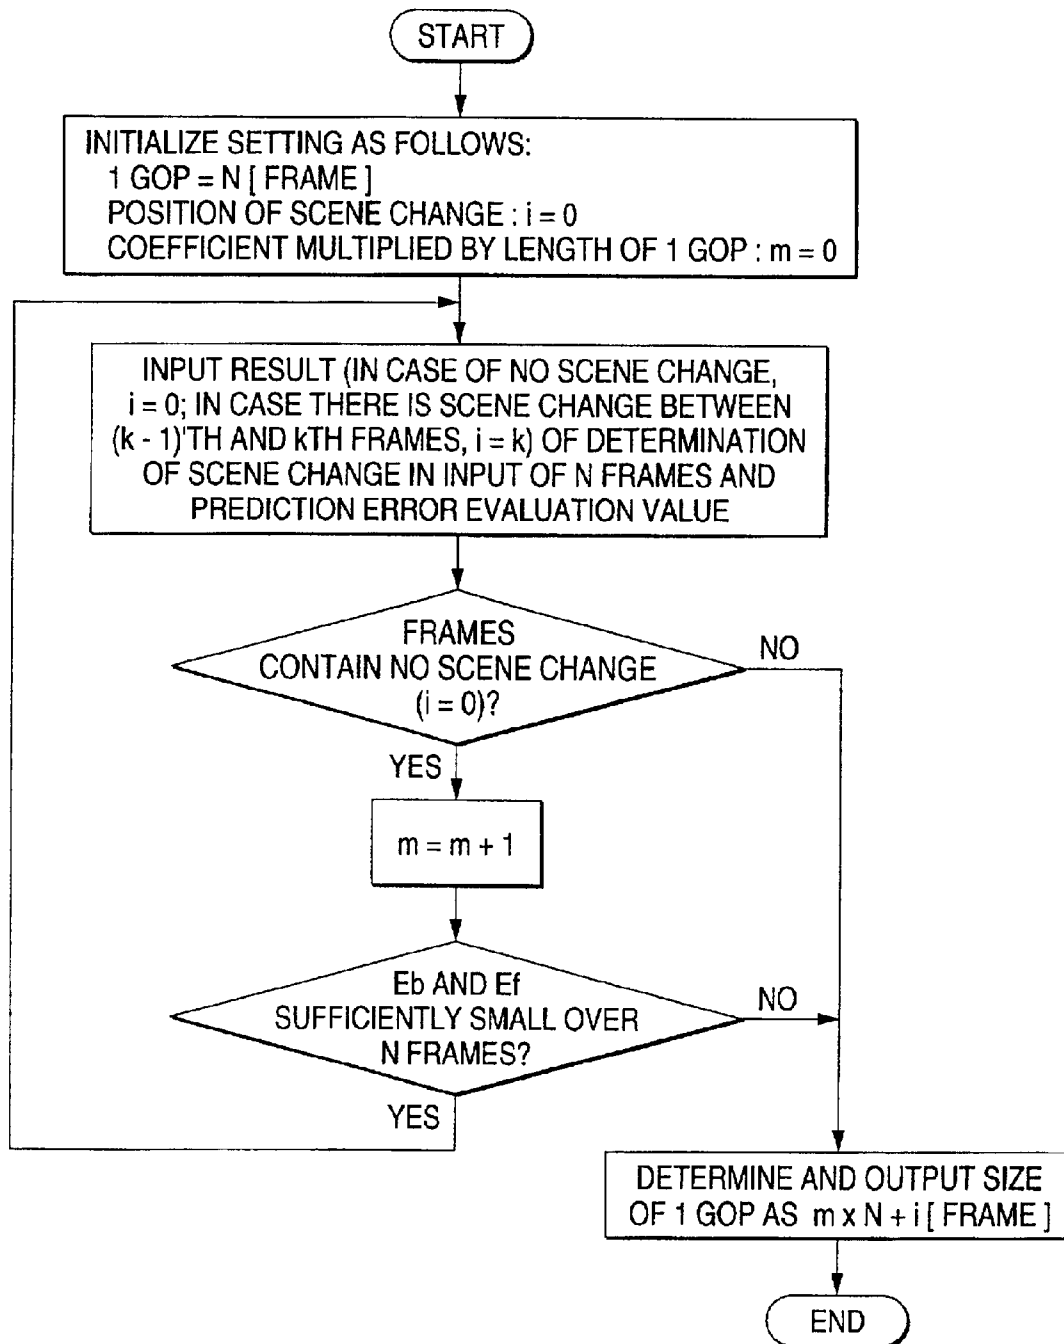 START
INITIALIZE SETTING AS FOLLOWS:
1 GOP = N [ FRAME ]
POSITION OF SCENE CHANGE : i = 0
COEFFICIENT MULTIPLIED BY LENGTH OF 1 GOP : m = 0
INPUT RESULT (IN CASE OF NO SCENE CHANGE,
i = 0; IN CASE THERE IS SCENE CHANGE BETWEEN
(k - 1)'TH AND kTH FRAMES, i = k) OF DETERMINATION
OF SCENE CHANGE IN INPUT OF N FRAMES AND
PREDICTION ERROR EVALUATION VALUE
FRAMES
CONTAIN NO SCENE CHANGE
(i = 0)?
NO
YES
m = m + 1
Eb AND Ef
SUFFICIENTLY SMALL OVER
N FRAMES?
NO
YES
DETERMINE AND OUTPUT SIZE
OF 1 GOP AS m x N + i [ FRAME ]
END